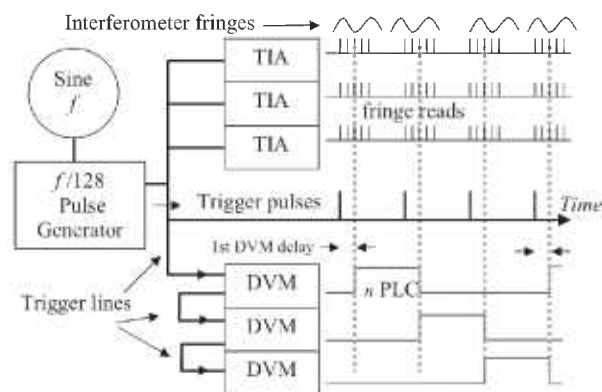 Interferometer fringes
Sine
f
TIA
TIA
TIA
fringe reads
f/128
Pulse
Generator
Trigger pulses
Time
1st DVM delay
Trigger lines
DVM
n PLC
DVM
DVM